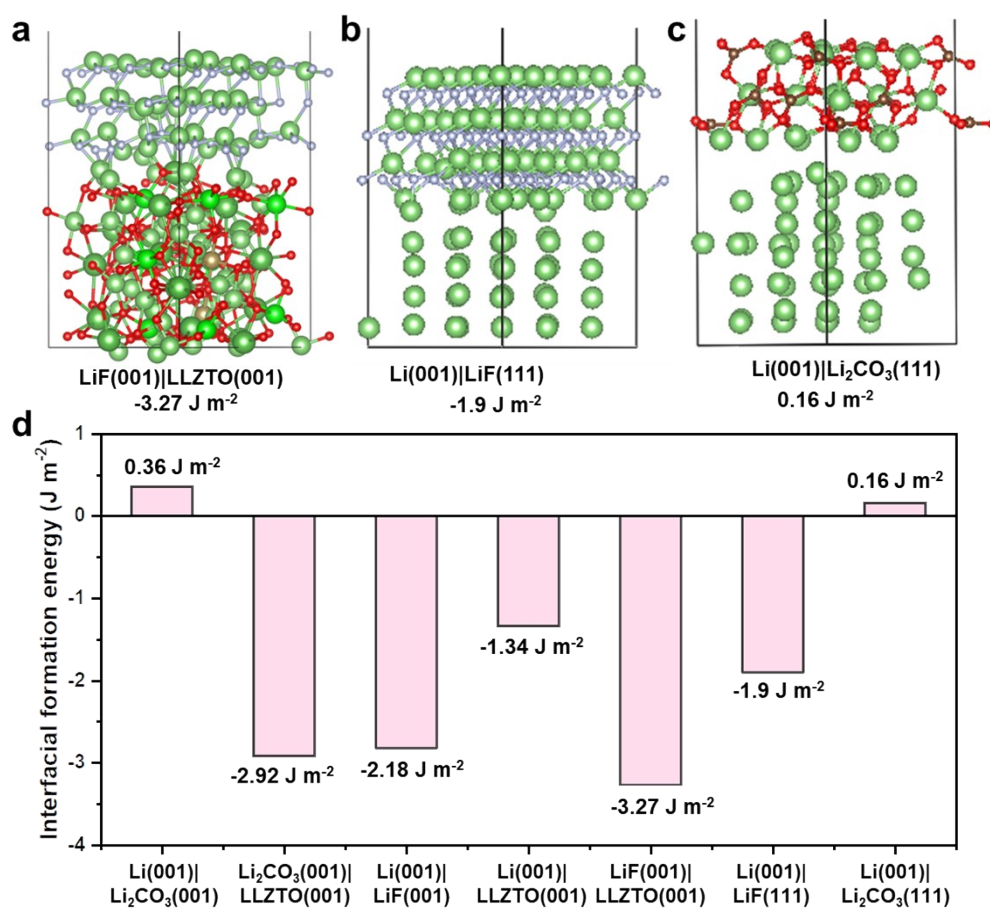 a
b
c
LiF(001)|LLZTO(001)
-3.27 J m⁻²
Li(001)|LiF(111)
-1.9 J m⁻²
Li(001)|Li₂CO₃(111)
0.16 J m⁻²
d
Interfacial formation energy (J m⁻²)
1
0
-1
-2
-3
-4
0.36 J m⁻²
-2.92 J m⁻²
-2.18 J m⁻²
-1.34 J m⁻²
-3.27 J m⁻²
-1.9 J m⁻²
0.16 J m⁻²
Li(001)|
Li₂CO₃(001)
Li₂CO₃(001)|
LLZTO(001)
Li(001)|
LiF(001)
Li(001)|
LLZTO(001)
LiF(001)|
LLZTO(001)
Li(001)|
LiF(111)
Li(001)|
Li₂CO₃(111)